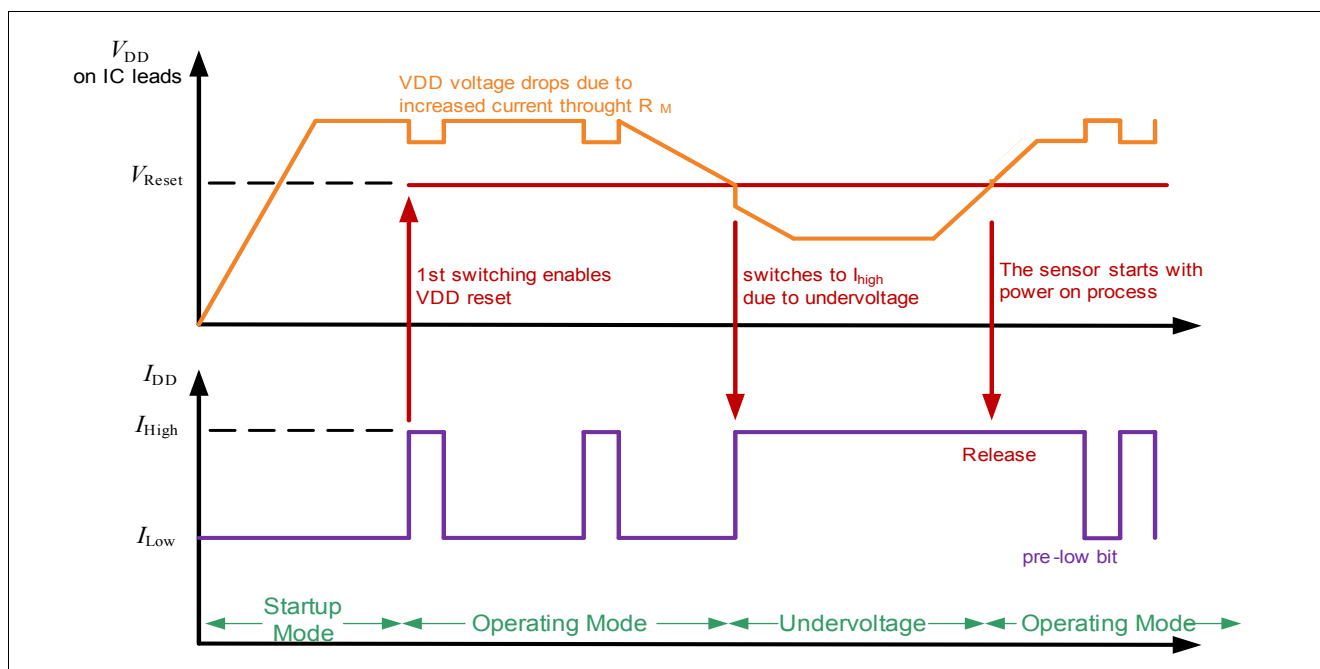 VDD
on IC leads
VDD voltage drops due to
increased current throught R M
VReset
1st switching enables
VDD reset
switches to Ihigh
due to undervoltage
The sensor starts with
power on process
IDD
IHigh
Release
ILow
pre-low bit
Startup
Mode
Operating Mode
Undervoltage
Operating Mode